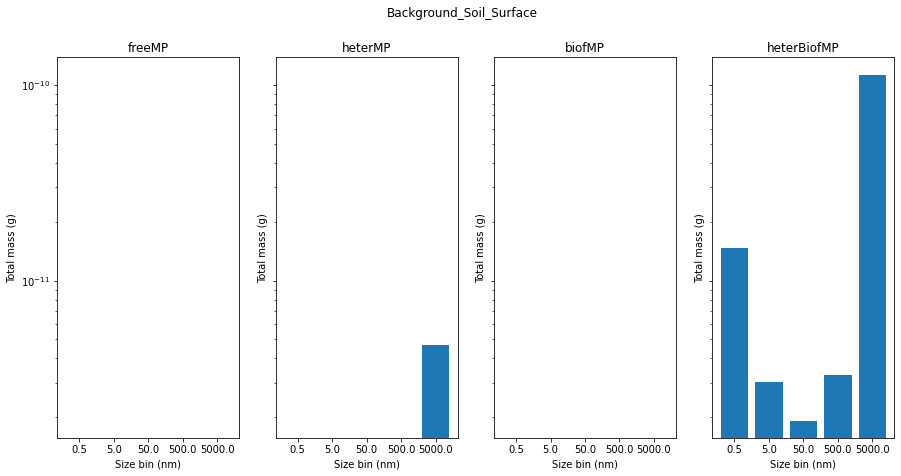 Background_Soil_Surface
freeMP
heterMP
biofMP
heterBiofMP
10⁻¹⁰
10⁻¹¹
Total mass (g)
Total mass (g)
Total mass (g)
Total mass (g)
0.5 5.0 50.0 500.0 5000.0
0.5 5.0 50.0 500.0 5000.0
0.5 5.0 50.0 500.0 5000.0
0.5 5.0 50.0 500.0 5000.0
Size bin (nm)
Size bin (nm)
Size bin (nm)
Size bin (nm)